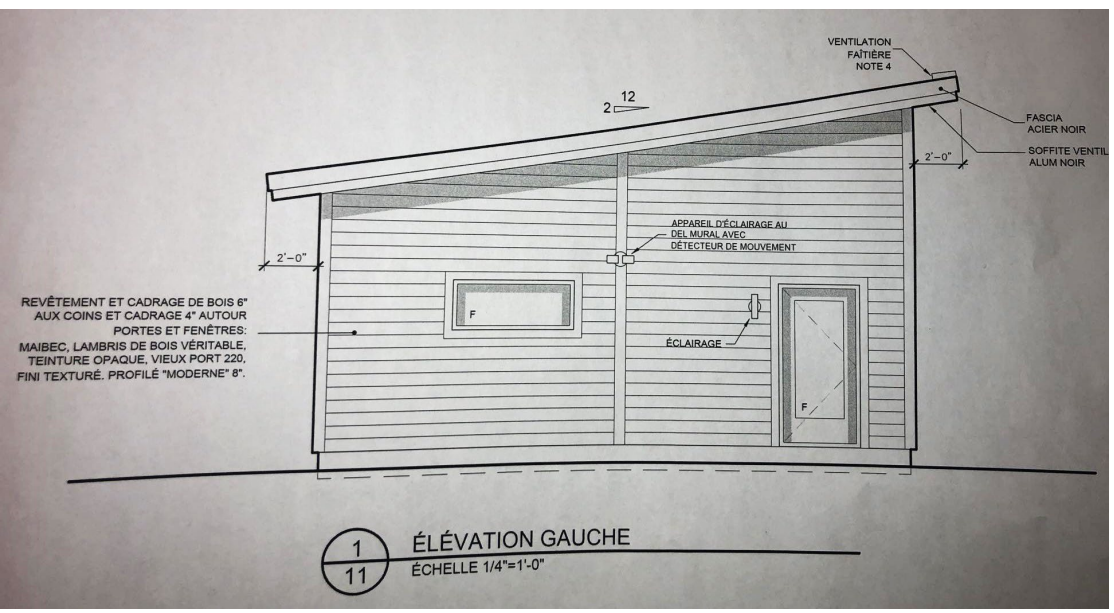 VENTILATION
FAÎTIÈRE
NOTE 4
12
2
FASCIA
ACIER NOIR
SOFFITE VENTIL
ALUM NOIR
2'-0"
APPAREIL D'ÉCLAIRAGE AU
DEL MURAL AVEC
DÉTECTEUR DE MOUVEMENT
2'-0"
REVÊTEMENT ET CADRAGE DE BOIS 6"
AUX COINS ET CADRAGE 4" AUTOUR
PORTES ET FENÊTRES:
MAIBEC, LAMBRIS DE BOIS VÉRITABLE,
TEINTURE OPAQUE, VIEUX PORT 220,
FINI TEXTURÉ. PROFILÉ "MODERNE" 8".
F
ÉCLAIRAGE
F
1
11
ÉLÉVATION GAUCHE
ÉCHELLE 1/4"=1'-0"